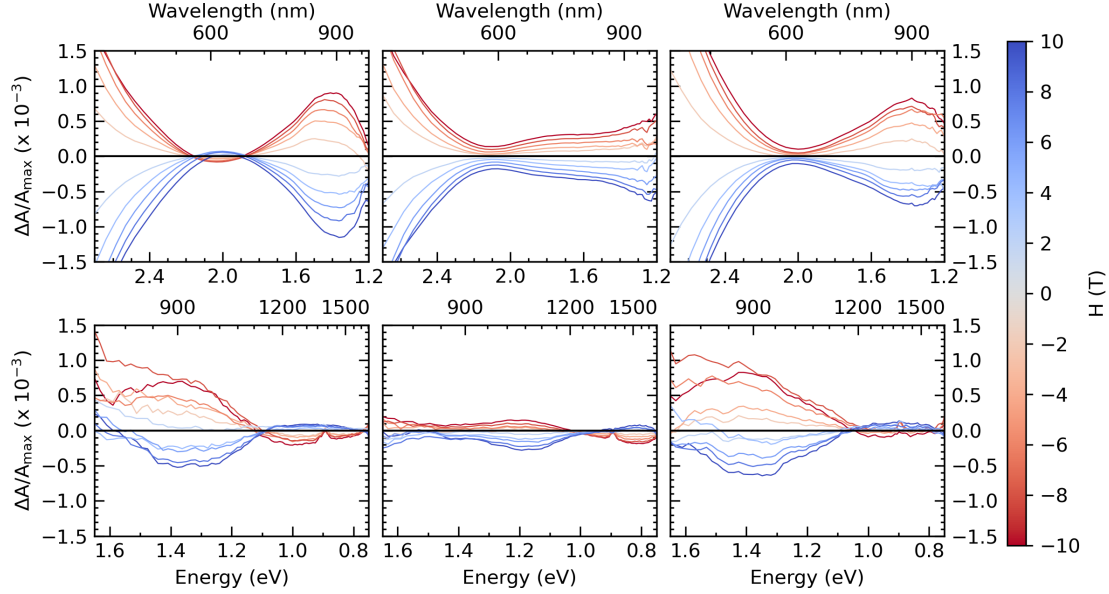 Wavelength (nm) Wavelength (nm) Wavelength (nm)
600 900 600 900 600 900
1.5 1.5 10
1.0 1.0 8
0.5 0.5 6
0.0 0.0 4
−0.5 −0.5 2
−1.0 −1.0 0
−1.5 −1.5 −2
ΔA/Amax (x 10−3)
2.4 2.0 1.6 1.2 2.4 2.0 1.6 1.2 2.4 2.0 1.6 1.2
900 1200 1500 900 1200 1500 900 1200 1500
1.5 1.5 −4
1.0 1.0 −6
0.5 0.5 −8
0.0 0.0 −10
−0.5 −0.5
−1.0 −1.0
−1.5 −1.5
ΔA/Amax (x 10−3)
1.6 1.4 1.2 1.0 0.8 1.6 1.4 1.2 1.0 0.8 1.6 1.4 1.2 1.0 0.8
Energy (eV) Energy (eV) Energy (eV)
H (T)